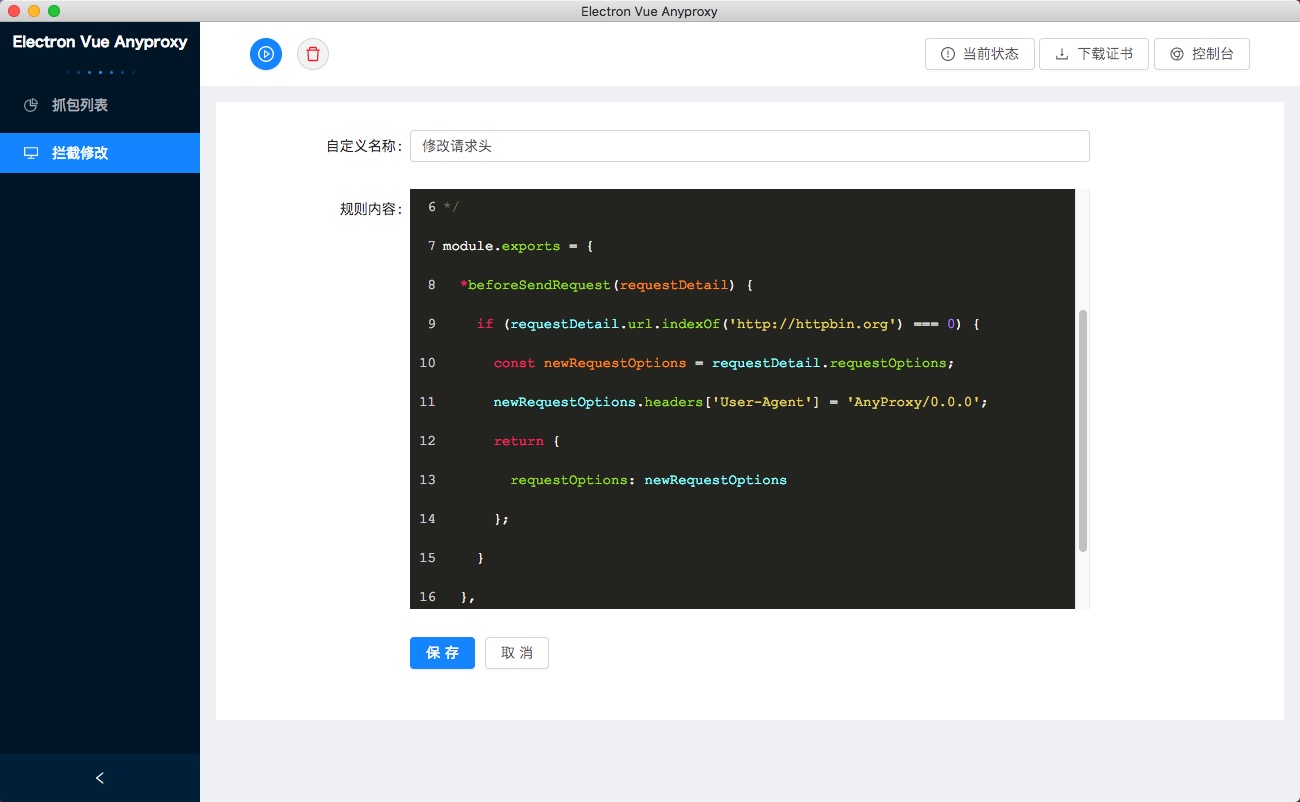 Electron Vue Anyproxy
Electron Vue Anyproxy
当前状态
下载证书
控制台
抓包列表
拦截修改
自定义名称:
修改请求头
规则内容:
6 */
7 module.exports = {
8 *beforeSendRequest(requestDetail) {
9 if (requestDetail.url.indexOf('http://httpbin.org') === 0) {
10 const newRequestOptions = requestDetail.requestOptions;
11 newRequestOptions.headers['User-Agent'] = 'AnyProxy/0.0.0';
12 return {
13 requestOptions: newRequestOptions
14 };
15 }
16 },
保 存
取 消